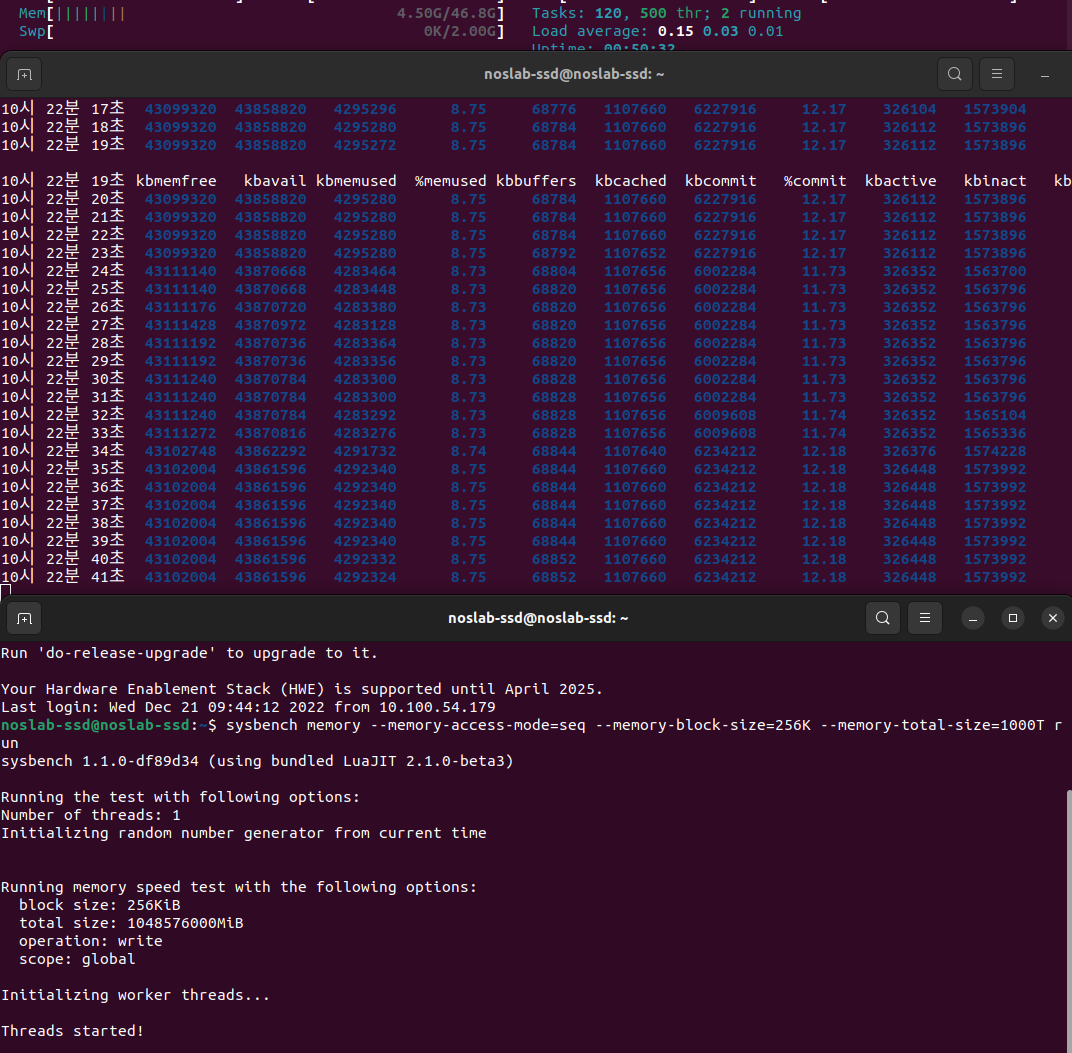 Mem[|||||||| 4.50G/46.8G] Tasks: 120, 500 thr; 2 running
Swp[ 0K/2.00G] Load average: 0.15 0.03 0.01
Uptime: 00:50:32
noslab-ssd@noslab-ssd: ~
10시 22분 17초 43099320 43858820 4295296 8.75 68776 1107660 6227916 12.17 326104 1573904
10시 22분 18초 43099320 43858820 4295280 8.75 68784 1107660 6227916 12.17 326112 1573896
10시 22분 19초 43099320 43858820 4295272 8.75 68784 1107660 6227916 12.17 326112 1573896
10시 22분 19초 kbmemfree kbavail kbmemused %memused kbbuffers kbcached kbcommit %commit kbactive kbinact kb
10시 22분 20초 43099320 43858820 4295280 8.75 68784 1107660 6227916 12.17 326112 1573896
10시 22분 21초 43099320 43858820 4295280 8.75 68784 1107660 6227916 12.17 326112 1573896
10시 22분 22초 43099320 43858820 4295280 8.75 68784 1107660 6227916 12.17 326112 1573896
10시 22분 23초 43099320 43858820 4295280 8.75 68792 1107652 6227916 12.17 326112 1573896
10시 22분 24초 43111140 43870668 4283464 8.73 68804 1107656 6002284 11.73 326352 1563700
10시 22분 25초 43111140 43870668 4283448 8.73 68820 1107656 6002284 11.73 326352 1563796
10시 22분 26초 43111176 43870720 4283380 8.73 68820 1107656 6002284 11.73 326352 1563796
10시 22분 27초 43111428 43870972 4283128 8.73 68820 1107656 6002284 11.73 326352 1563796
10시 22분 28초 43111192 43870736 4283364 8.73 68820 1107656 6002284 11.73 326352 1563796
10시 22분 29초 43111192 43870736 4283356 8.73 68820 1107656 6002284 11.73 326352 1563796
10시 22분 30초 43111240 43870784 4283300 8.73 68828 1107656 6002284 11.73 326352 1563796
10시 22분 31초 43111240 43870784 4283300 8.73 68828 1107656 6002284 11.73 326352 1563796
10시 22분 32초 43111240 43870784 4283292 8.73 68828 1107656 6009608 11.74 326352 1565104
10시 22분 33초 43111272 43870816 4283276 8.73 68828 1107656 6009608 11.74 326352 1565336
10시 22분 34초 43102748 43862292 4291732 8.74 68844 1107640 6234212 12.18 326376 1574228
10시 22분 35초 43102004 43861596 4292340 8.75 68844 1107660 6234212 12.18 326448 1573992
10시 22분 36초 43102004 43861596 4292340 8.75 68844 1107660 6234212 12.18 326448 1573992
10시 22분 37초 43102004 43861596 4292340 8.75 68844 1107660 6234212 12.18 326448 1573992
10시 22분 38초 43102004 43861596 4292340 8.75 68844 1107660 6234212 12.18 326448 1573992
10시 22분 39초 43102004 43861596 4292340 8.75 68844 1107660 6234212 12.18 326448 1573992
10시 22분 40초 43102004 43861596 4292332 8.75 68852 1107660 6234212 12.18 326448 1573992
10시 22분 41초 43102004 43861596 4292324 8.75 68852 1107660 6234212 12.18 326448 1573992
noslab-ssd@noslab-ssd: ~
Run 'do-release-upgrade' to upgrade to it.
Your Hardware Enablement Stack (HWE) is supported until April 2025.
Last login: Wed Dec 21 09:44:12 2022 from 10.100.54.179
noslab-ssd@noslab-ssd:~$ sysbench memory --memory-access-mode=seq --memory-block-size=256K --memory-total-size=1000T r
un
sysbench 1.1.0-df89d34 (using bundled LuaJIT 2.1.0-beta3)
Running the test with following options:
Number of threads: 1
Initializing random number generator from current time
Running memory speed test with the following options:
block size: 256KiB
total size: 1048576000MiB
operation: write
scope: global
Initializing worker threads...
Threads started!